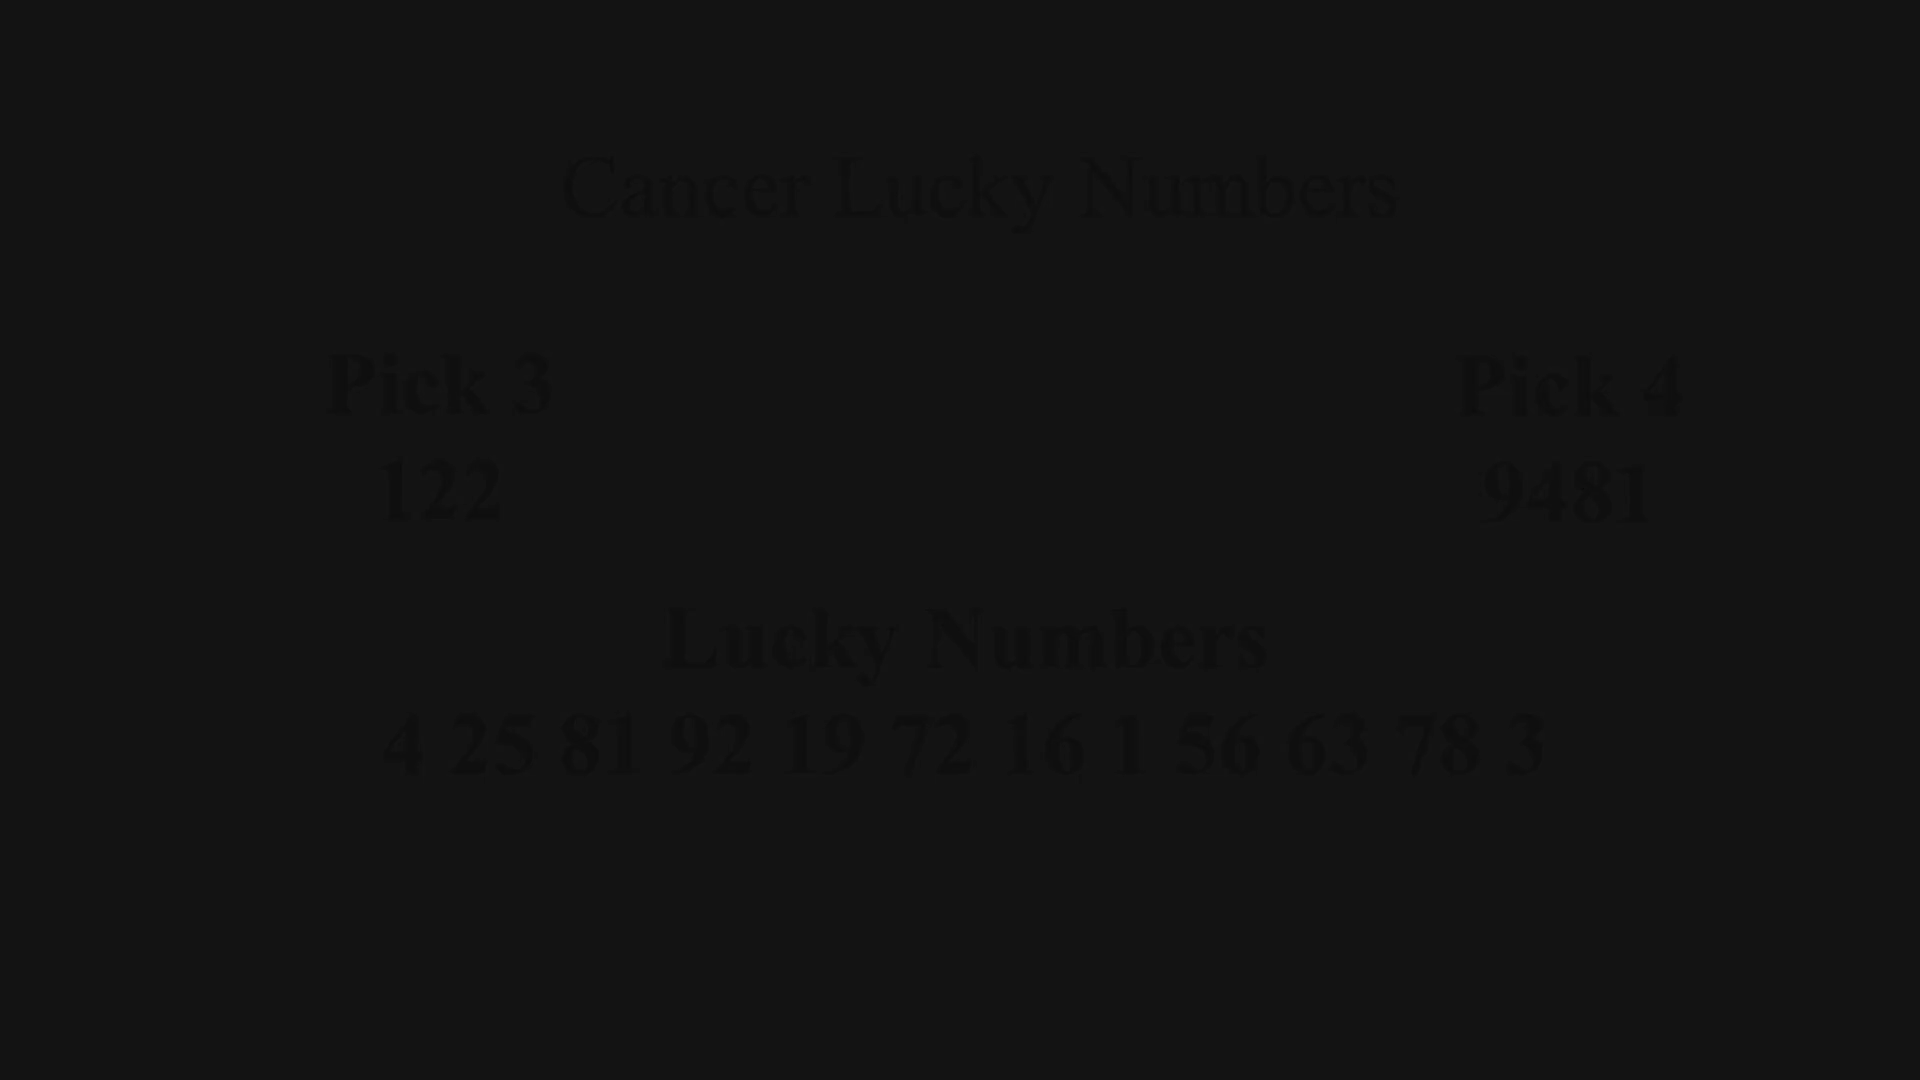 Cancer Lucky Numbers
Pick 3
122
Pick 4
9481
Lucky Numbers
4 25 81 92 19 72 16 1 56 63 78 3